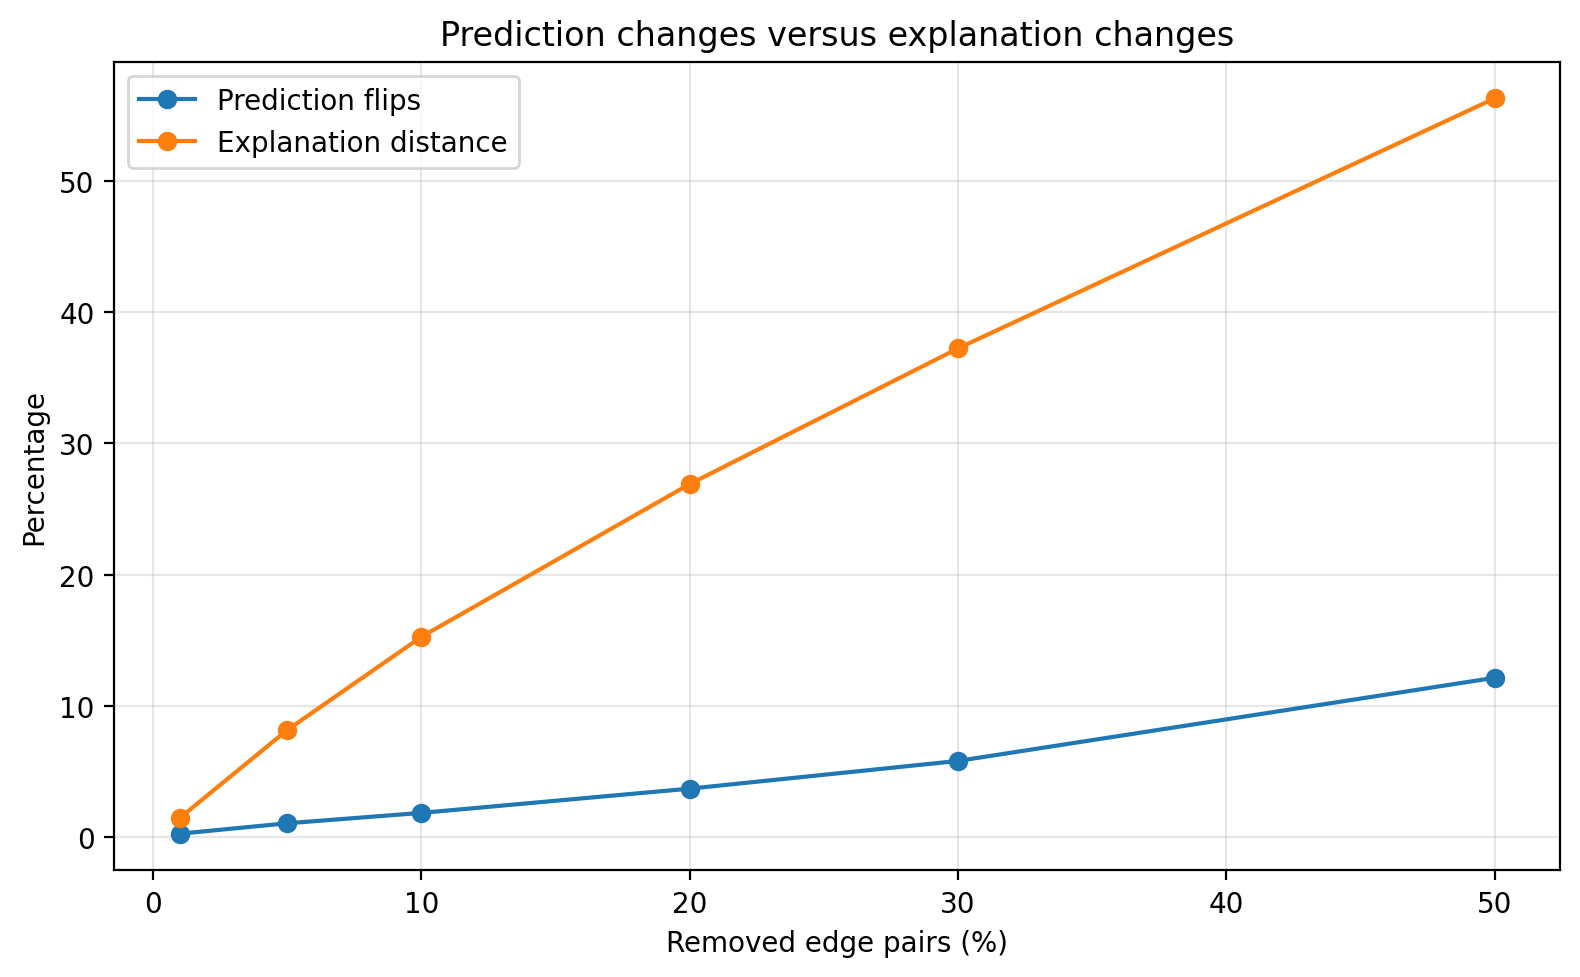 Prediction changes versus explanation changes
Prediction flips
Explanation distance
Percentage
50
40
30
20
10
0
0 10 20 30 40 50
Removed edge pairs (%)